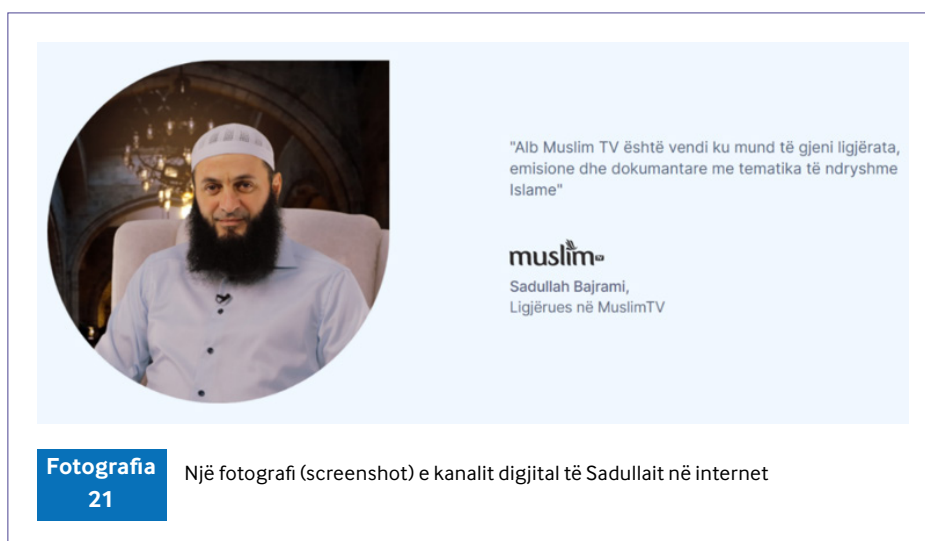 "Alb Muslim TV është vendi ku mund të gjeni ligjërata,
emisione dhe dokumantare me tematika të ndryshme
Islame"
muslim TV
Sadullah Bajrami,
Ligjërues në MuslimTV
Fotografia
21
Një fotografi (screenshot) e kanalit digjital të Sadullait në internet